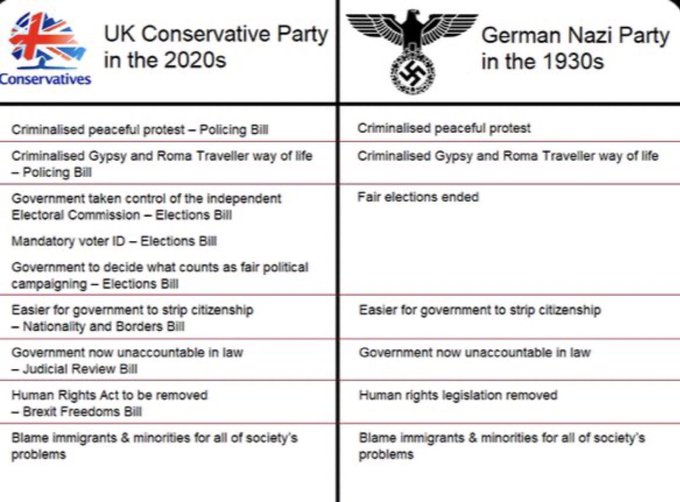 Conservatives
UK Conservative Party
in the 2020s
German Nazi Party
in the 1930s
Criminalised peaceful protest – Policing Bill
Criminalised peaceful protest
Criminalised Gypsy and Roma Traveller way of life
– Policing Bill
Criminalised Gypsy and Roma Traveller way of life
Government taken control of the independent
Electoral Commission – Elections Bill
Mandatory voter ID – Elections Bill
Government to decide what counts as fair political
campaigning – Elections Bill
Fair elections ended
Easier for government to strip citizenship
– Nationality and Borders Bill
Easier for government to strip citizenship
Government now unaccountable in law
– Judicial Review Bill
Government now unaccountable in law
Human Rights Act to be removed
– Brexit Freedoms Bill
Human rights legislation removed
Blame immigrants & minorities for all of society's
problems
Blame immigrants & minorities for all of society's
problems